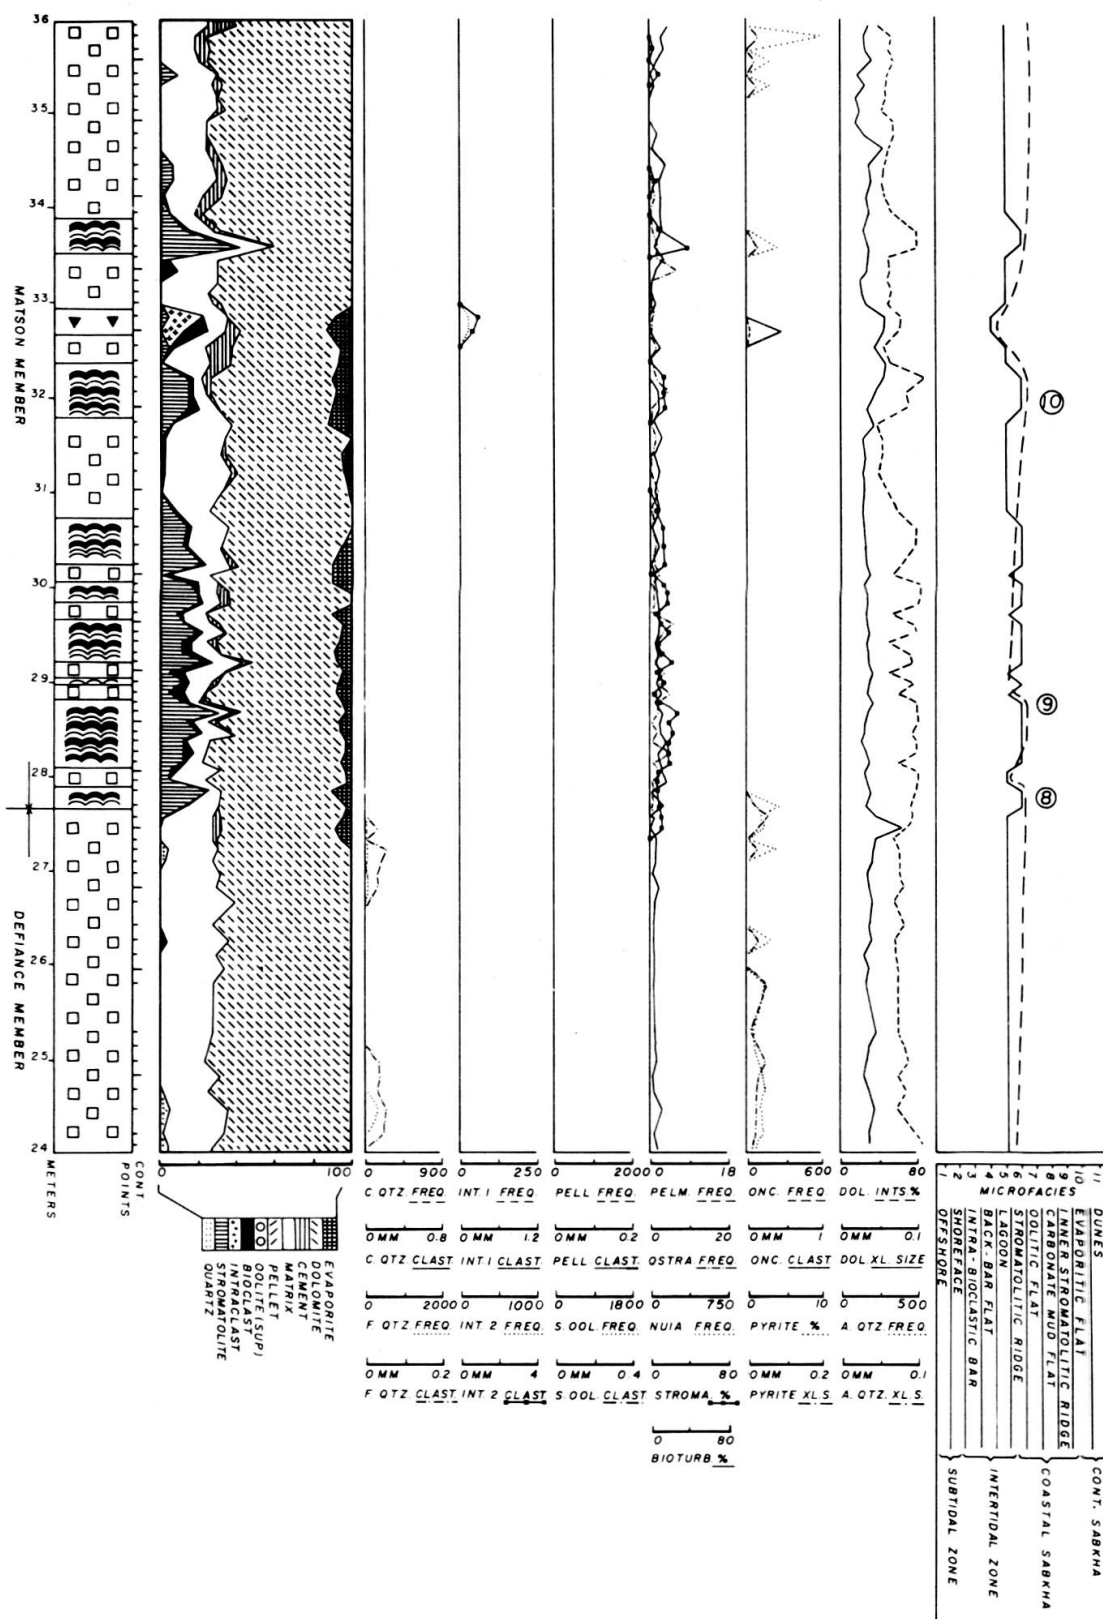 36
35
34
33
32
31
30
29
28
27
26
25
24
MATSON MEMBER
DEFIANCE MEMBER
METERS
CONT.
POINTS
10
9
8
0 100
0 900
C. QTZ. FREQ.
0 MM 0.8
C. QTZ CLAST
0 2000
F. QTZ. FREQ.
0 MM 0.2
F. QTZ. CLAST
0 250
INT. 1 FREQ.
0 MM 1.2
INT. 1 CLAST
0 1000
INT. 2 FREQ.
0 MM 4
INT. 2 CLAST
0 2000
PELL FREQ.
0 MM 0.2
PELL CLAST
0 1800
S. OOL. FREQ.
0 MM 0.4
S. OOL. CLAST
0 18
PELM. FREQ.
0 20
OSTRA. FREQ.
0 750
NUIA FREQ.
0 80
STROMA. %
0 80
BIOTURB. %
0 600
ONC. FREQ.
0 MM 1
ONC. CLAST
0 10
PYRITE %
0 MM 0.2
PYRITE XL.S.
0 80
DOL. INTS. %
0 MM 0.1
DOL. XL. SIZE
0 500
A. QTZ. FREQ.
0 MM 0.1
A. QTZ. XL.S.
EVAPORITE
DOLOMITE
CEMENT
MATRIX
PELLET
OOLITE (SUP)
BIOCLAST
INTRACLAST
STROMATOLITE
QUARTZ
MICROFACIES
11 DUNES
10 EVAPORITIC FLAT
9 INNER STROMATOLITIC RIDGE
8 CARBONATE MUD FLAT
7 OOLITIC FLAT
6 STROMATOLITIC RIDGE
5 LAGOON
4 BACK-BAR FLAT
3 INTRA-BIOCLASTIC BAR
2 SHOREFACE
1 OFFSHORE
CONT. SABKHA
COASTAL SABKHA
INTERTIDAL ZONE
SUBTIDAL ZONE